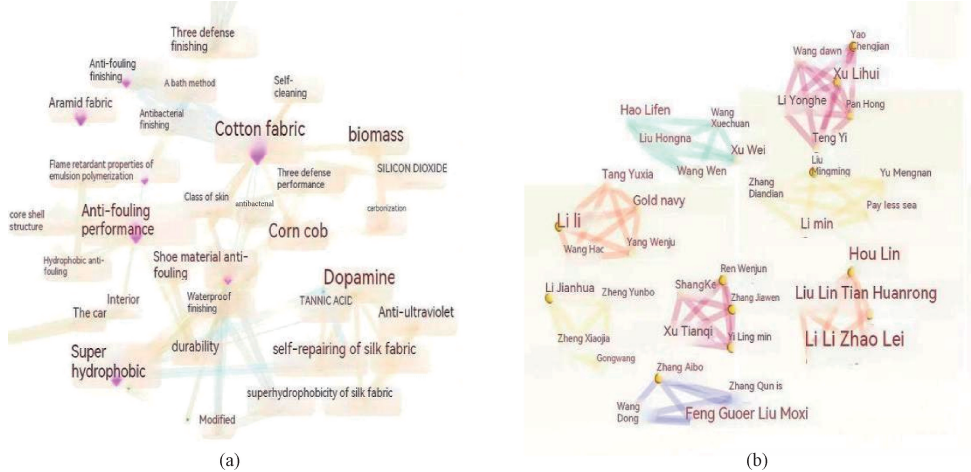 Three defense
finishing
Anti-fouling
finishing
A bath method
Self-
cleaning
Aramid fabric
Antibacterial
finishing
Cotton fabric
biomass
Flame retardant properties of
emulsion polymerization
Three defense
performance
SILICON DIOXIDE
Class of skin
antibacterial
carbonization
core shell
structure
Anti-fouling
performance
Corn cob
Hydrophobic anti-
fouling
Shoe material anti-
fouling
Dopamine
Interior
Waterproof
finishing
TANNIC ACID
The car
Anti-ultraviolet
Super
hydrophobic
durability
self-repairing of silk fabric
superhydrophobicity of silk fabric
Modified
(a)
Yao
Chengjian
Wang dawn
Xu Lihui
Hao Lifen
Wang
Xuechuan
Li Yonghe
Pan Hong
Liu Hongna
Xu Wei
Teng Yi
Wang Wen
Liu
Mingming
Tang Yuxia
Zhang
Diandian
Yu Mengnan
Gold navy
Pay less sea
Li li
Li min
Wang Hac
Yang Wenju
Hou Lin
Ren Wenjun
Li Jianhua
Zheng Yunbo
ShangKe
Zhang Jiawen
Liu Lin Tian Huanrong
Xu Tianqi
Yi Ling min
Li Li Zhao Lei
Zheng Xiaojia
Gongwang
Zhang Aibo
Zhang Qun is
Wang
Dong
Feng Guoer Liu Moxi
(b)